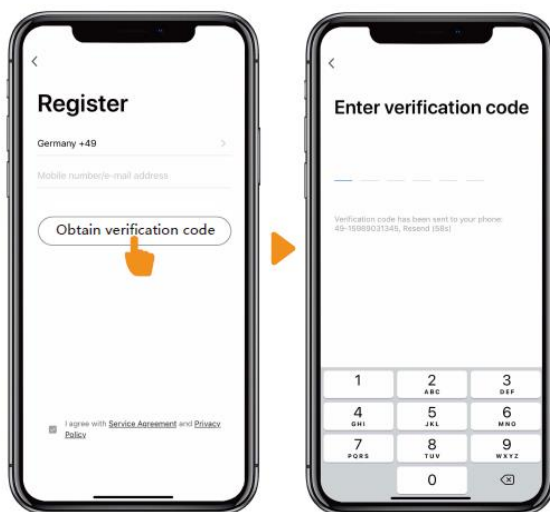 Register
Germany +49
Mobile number/e-mail address
Obtain verification code
I agree with Service Agreement and Privacy
Policy
Enter verification code
Verification code has been sent to your phone:
49-15989031345, Resend (58s)
1
2
ABC
3
DEF
4
GHI
5
JKL
6
MNO
7
PQRS
8
TUV
9
WXYZ
0